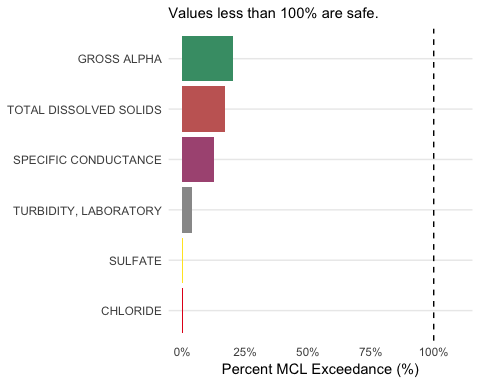 Values less than 100% are safe.
GROSS ALPHA
TOTAL DISSOLVED SOLIDS
SPECIFIC CONDUCTANCE
TURBIDITY, LABORATORY
SULFATE
CHLORIDE
0% 25% 50% 75% 100%
Percent MCL Exceedance (%)